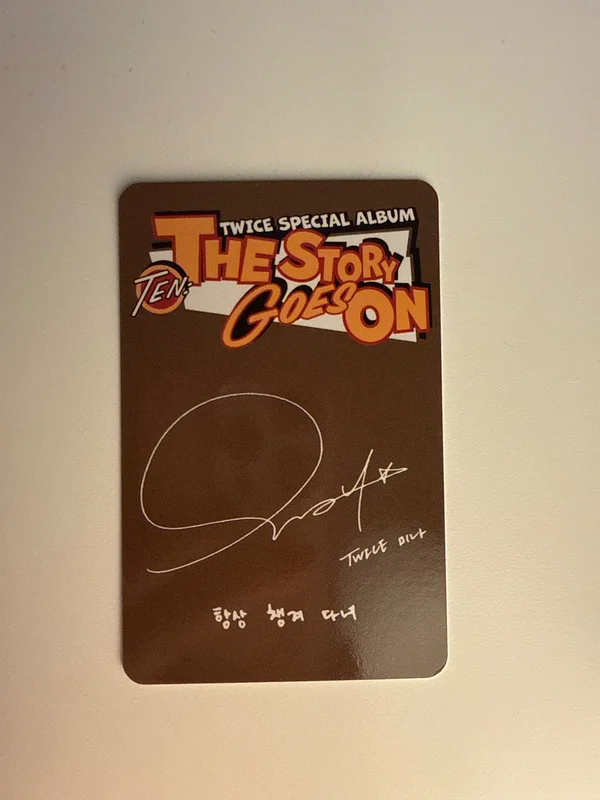 TWICE SPECIAL ALBUM
TEN:
THE STORY
GOES ON
TWICE 미나
항상 챙겨 다녀